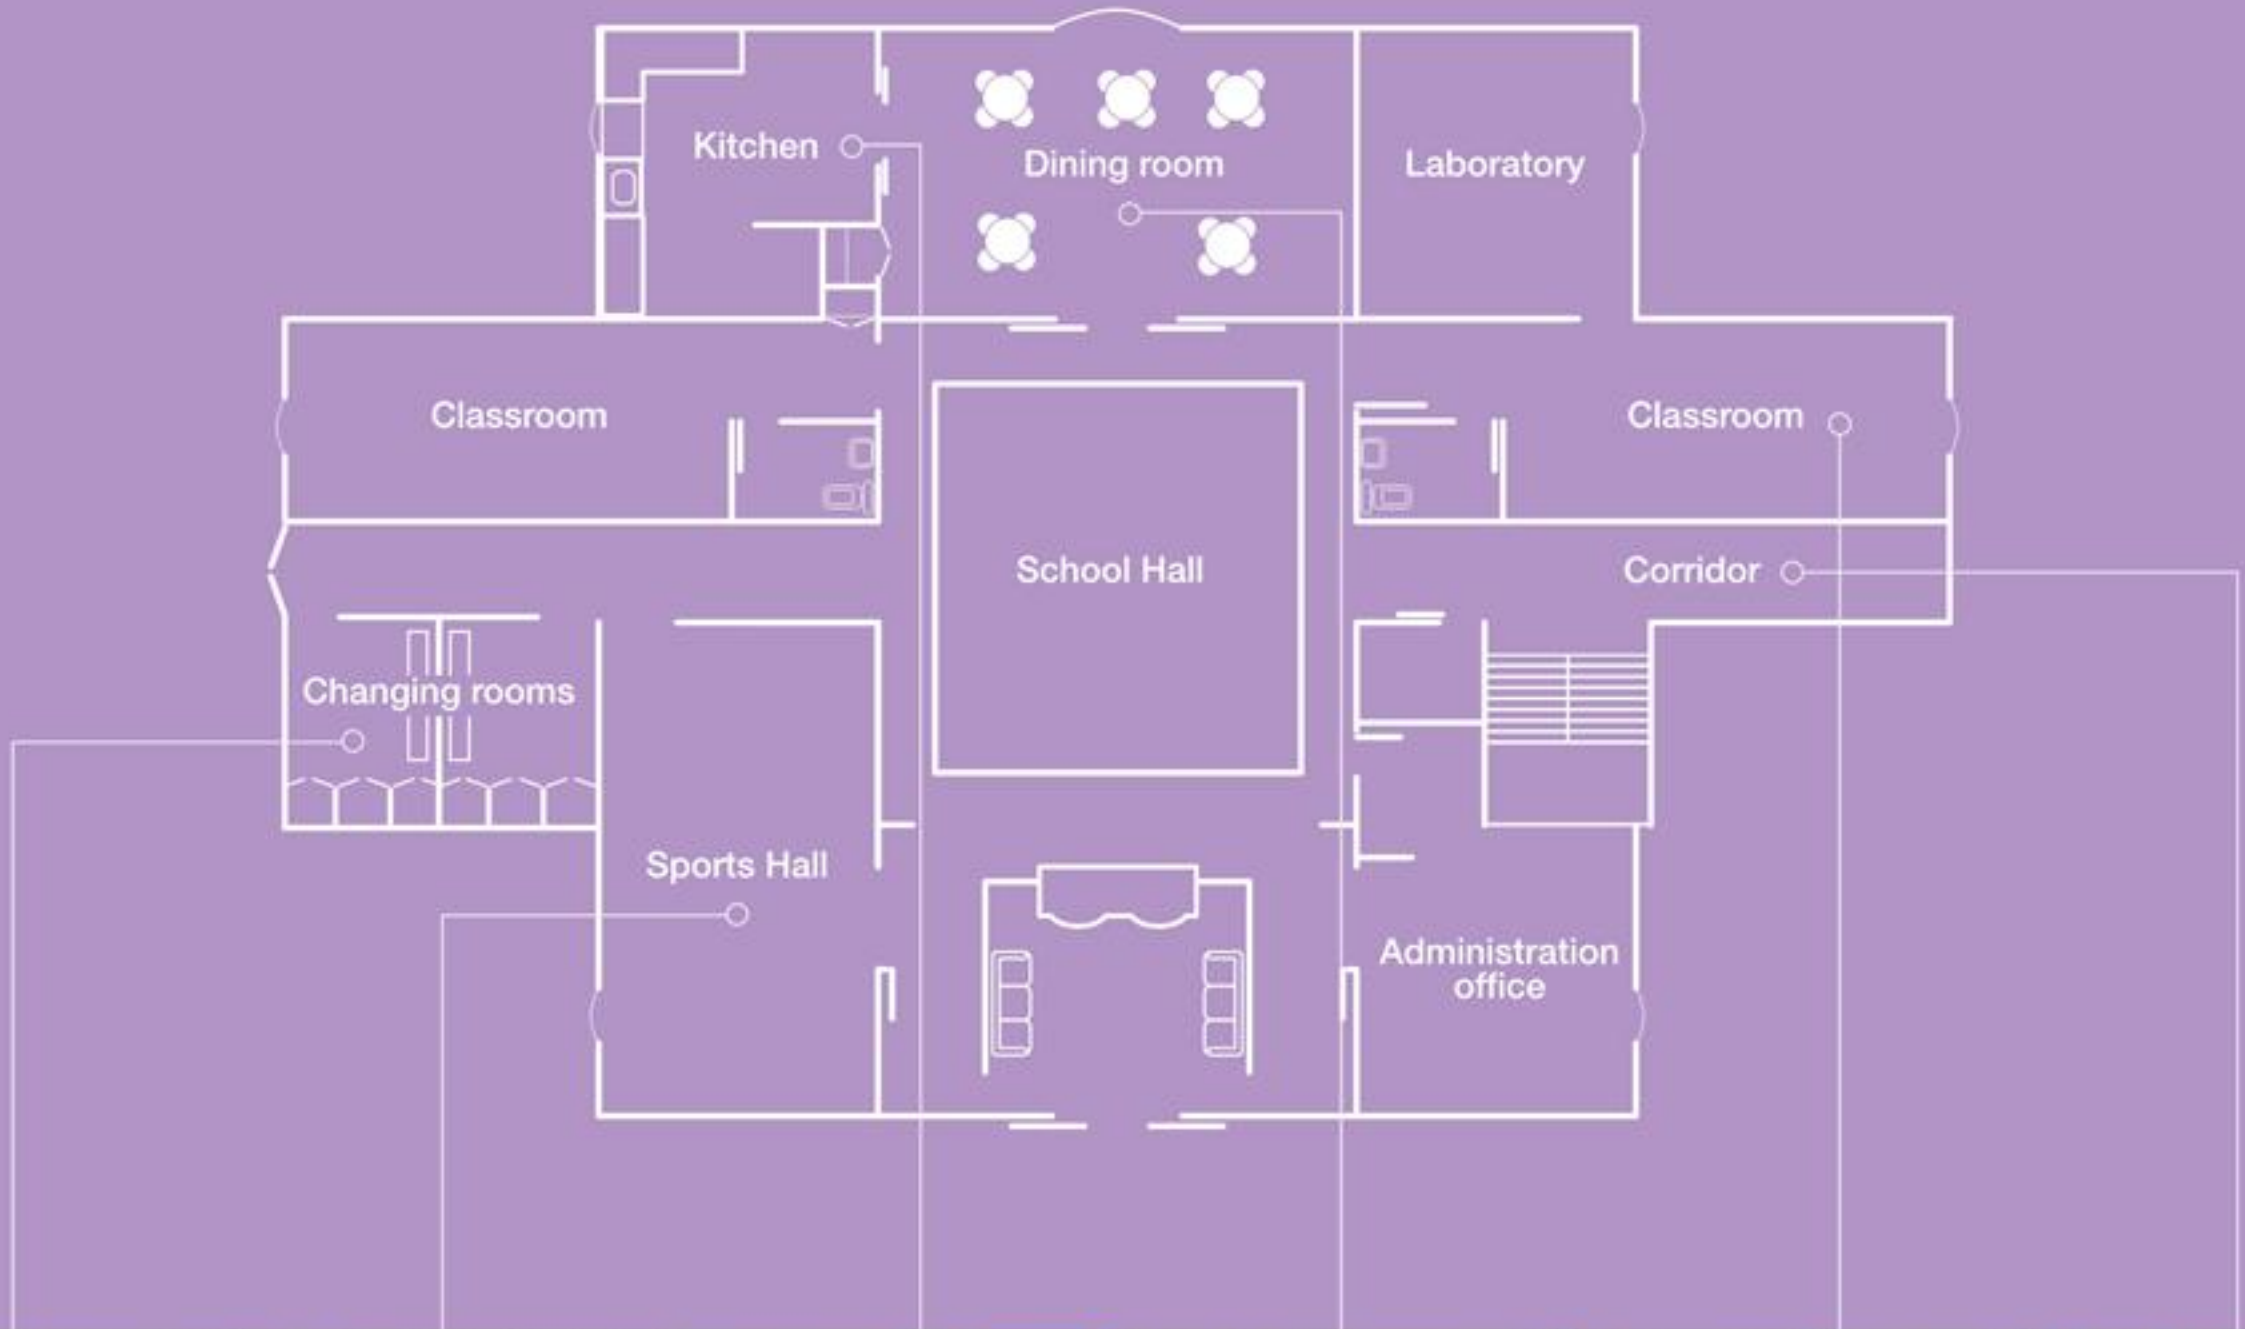 Kitchen
Dining room
Laboratory
Classroom
Classroom
School Hall
Corridor
Changing rooms
Sports Hall
Administration
office